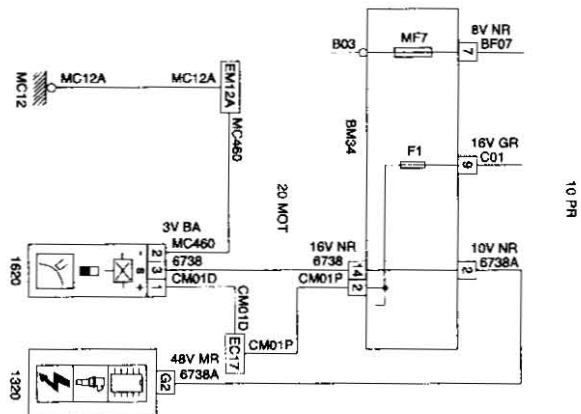 8V NR
B03
MF7
7
BF07
MC12A
MC12A
EM12A
MC12
MC460
BM34
16V GR
F1
9
C01
10 PR
20 MOT
3V BA
MC460
16V NR
10V NR
- 2
6738
6738
14
2
6738A
8 3
CM01D
CM01P
2
+ 1
1620
CM01D
EC17
CM01P
48V MR
G2
6738A
1320